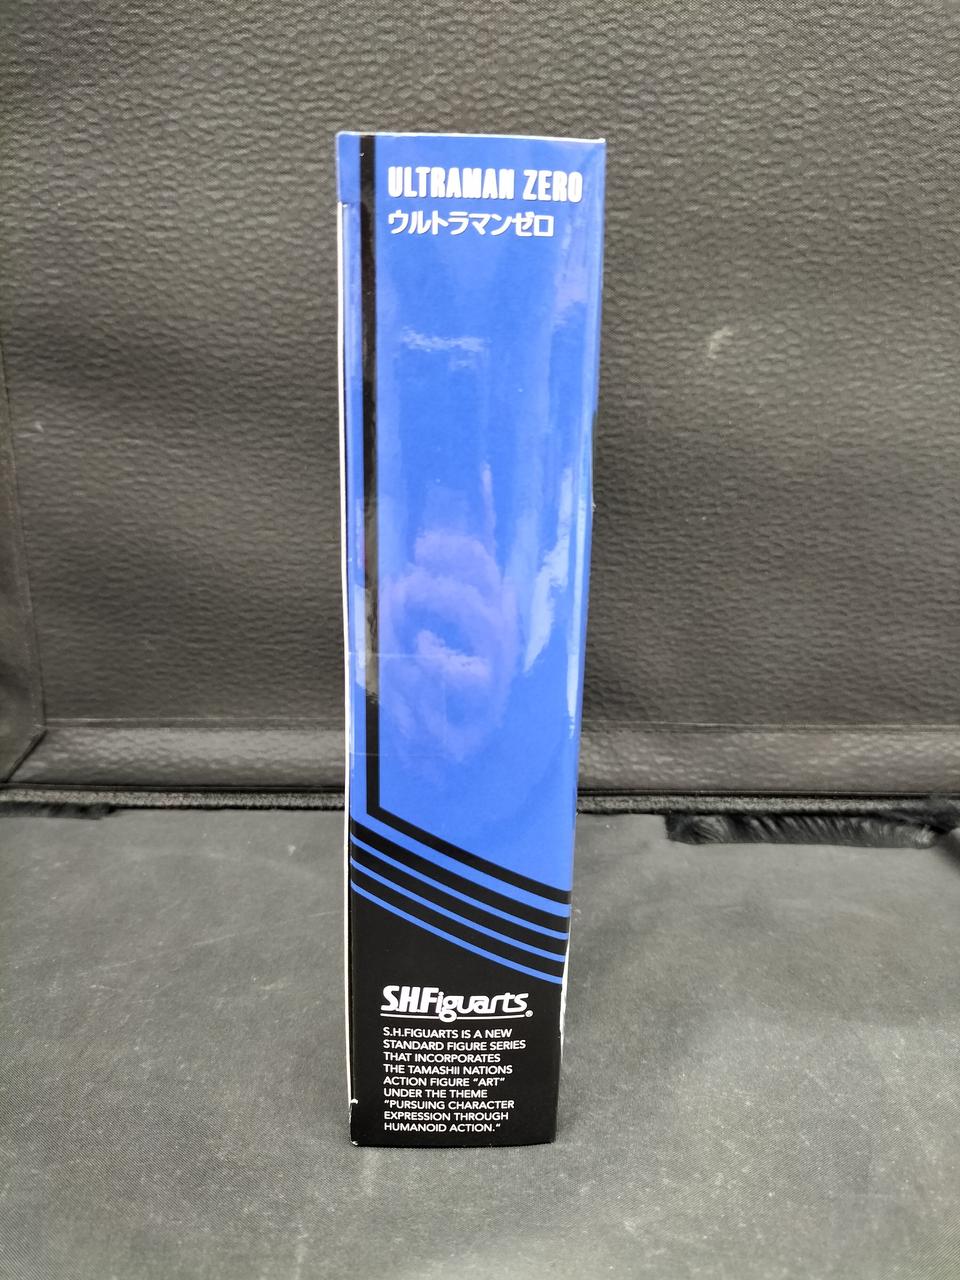 ULTRAMAN ZERO
ウルトラマンゼロ
S.H.Figuarts®
S.H.FIGUARTS IS A NEW
STANDARD FIGURE SERIES
THAT INCORPORATES
THE TAMASHII NATIONS
ACTION FIGURE "ART"
UNDER THE THEME
"PURSUING CHARACTER
EXPRESSION THROUGH
HUMANOID ACTION."